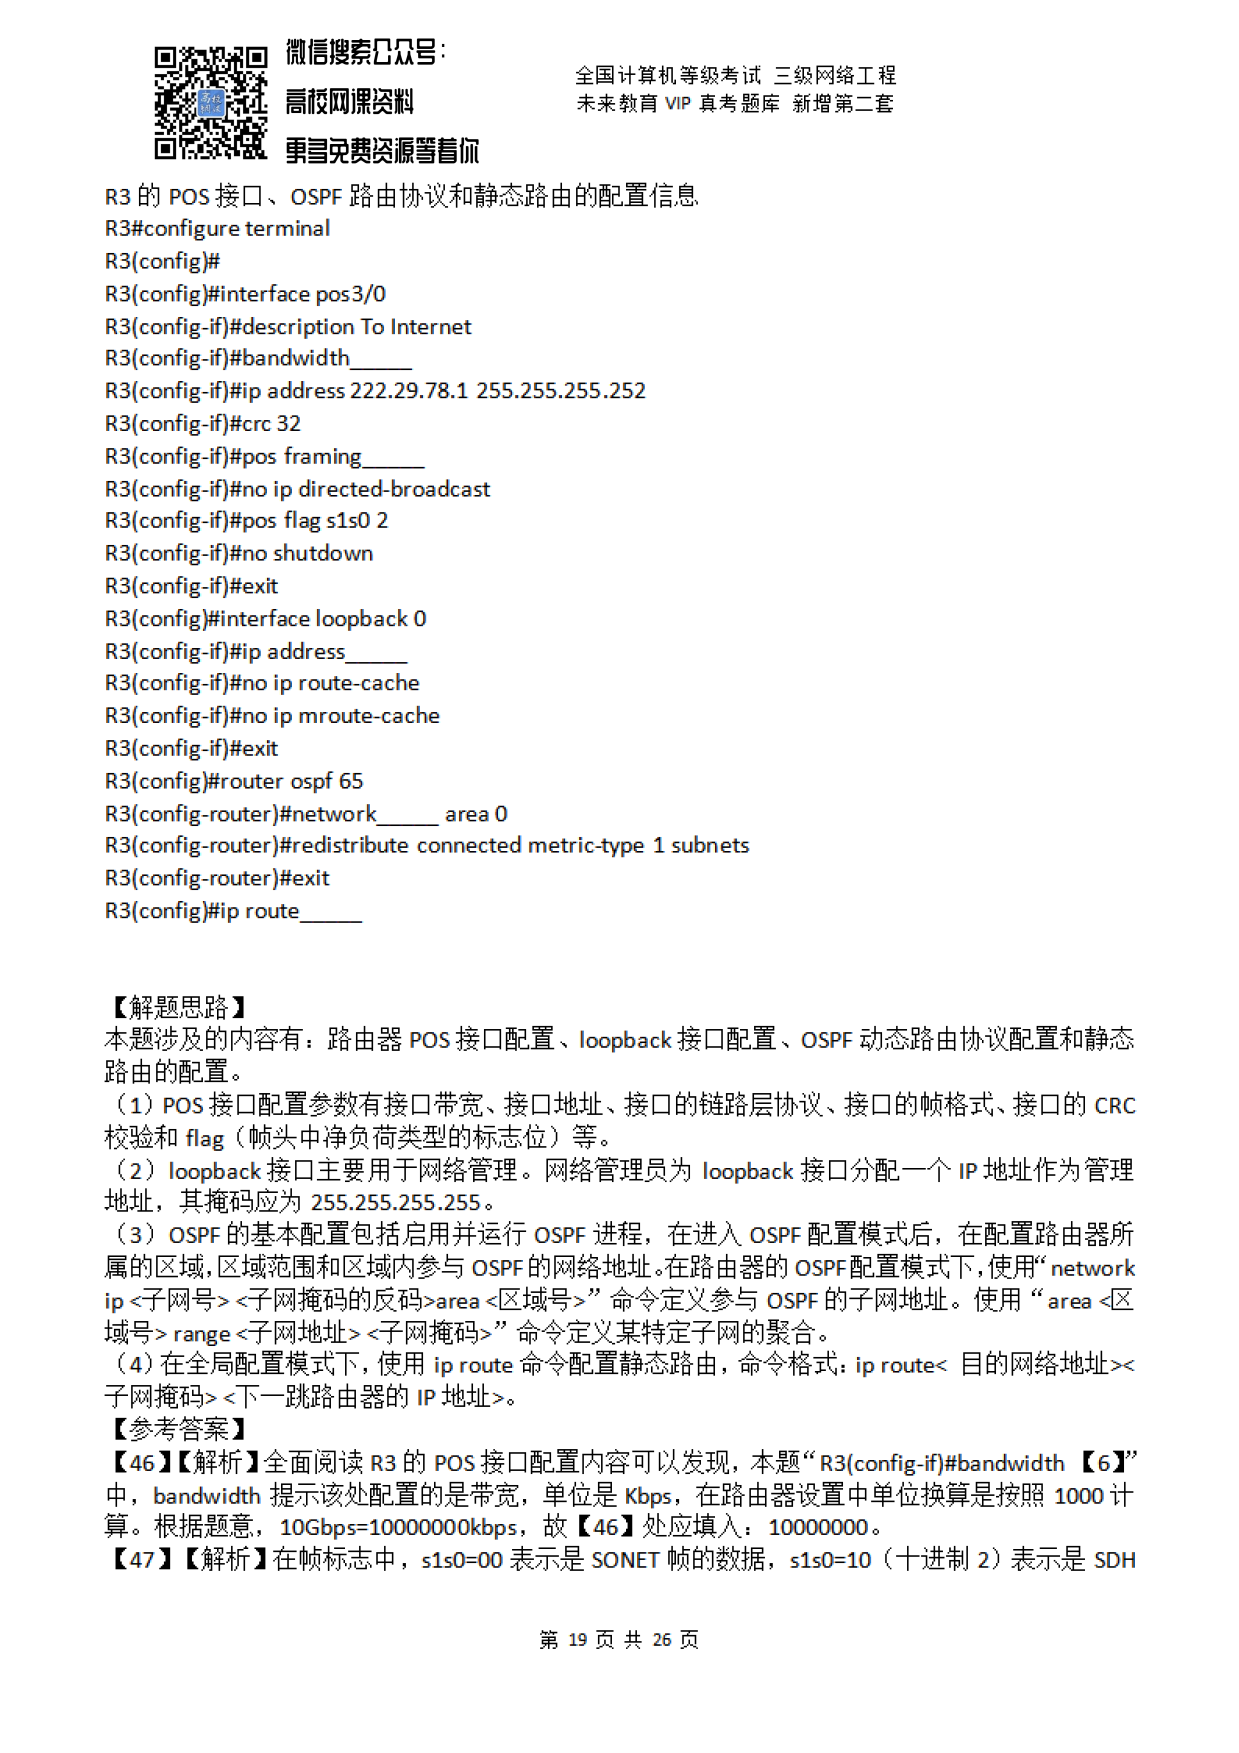 微信搜索公众号：
高校网课资料
更多免费资源等着你
高校
网课
全国计算机等级考试 三级网络工程
未来教育 VIP 真考题库 新增第二套
R3 的 POS 接口、OSPF 路由协议和静态路由的配置信息
R3#configure terminal
R3(config)#
R3(config)#interface pos3/0
R3(config-if)#description To Internet
R3(config-if)#bandwidth_____
R3(config-if)#ip address 222.29.78.1 255.255.255.252
R3(config-if)#crc 32
R3(config-if)#pos framing_____
R3(config-if)#no ip directed-broadcast
R3(config-if)#pos flag s1s0 2
R3(config-if)#no shutdown
R3(config-if)#exit
R3(config)#interface loopback 0
R3(config-if)#ip address_____
R3(config-if)#no ip route-cache
R3(config-if)#no ip mroute-cache
R3(config-if)#exit
R3(config)#router ospf 65
R3(config-router)#network_____ area 0
R3(config-router)#redistribute connected metric-type 1 subnets
R3(config-router)#exit
R3(config)#ip route_____
【解题思路】
本题涉及的内容有：路由器 POS 接口配置、loopback 接口配置、OSPF 动态路由协议配置和静态
路由的配置。
（1）POS 接口配置参数有接口带宽、接口地址、接口的链路层协议、接口的帧格式、接口的 CRC
校验和 flag（帧头中净负荷类型的标志位）等。
（2）loopback 接口主要用于网络管理。网络管理员为 loopback 接口分配一个 IP 地址作为管理
地址，其掩码应为 255.255.255.255。
（3）OSPF 的基本配置包括启用并运行 OSPF 进程，在进入 OSPF 配置模式后，在配置路由器所
属的区域，区域范围和区域内参与 OSPF 的网络地址。在路由器的 OSPF 配置模式下，使用“network
ip <子网号> <子网掩码的反码>area <区域号>”命令定义参与 OSPF 的子网地址。使用“area <区
域号> range <子网地址> <子网掩码>”命令定义某特定子网的聚合。
（4）在全局配置模式下，使用 ip route 命令配置静态路由，命令格式：ip route< 目的网络地址><
子网掩码> <下一跳路由器的 IP 地址>。
【参考答案】
【46】【解析】全面阅读 R3 的 POS 接口配置内容可以发现，本题“R3(config-if)#bandwidth 【6】”
中，bandwidth 提示该处配置的是带宽，单位是 Kbps，在路由器设置中单位换算是按照 1000 计
算。根据题意，10Gbps=10000000kbps，故【46】处应填入：10000000。
【47】【解析】在帧标志中，s1s0=00 表示是 SONET 帧的数据，s1s0=10（十进制 2）表示是 SDH
第 19 页 共 26 页